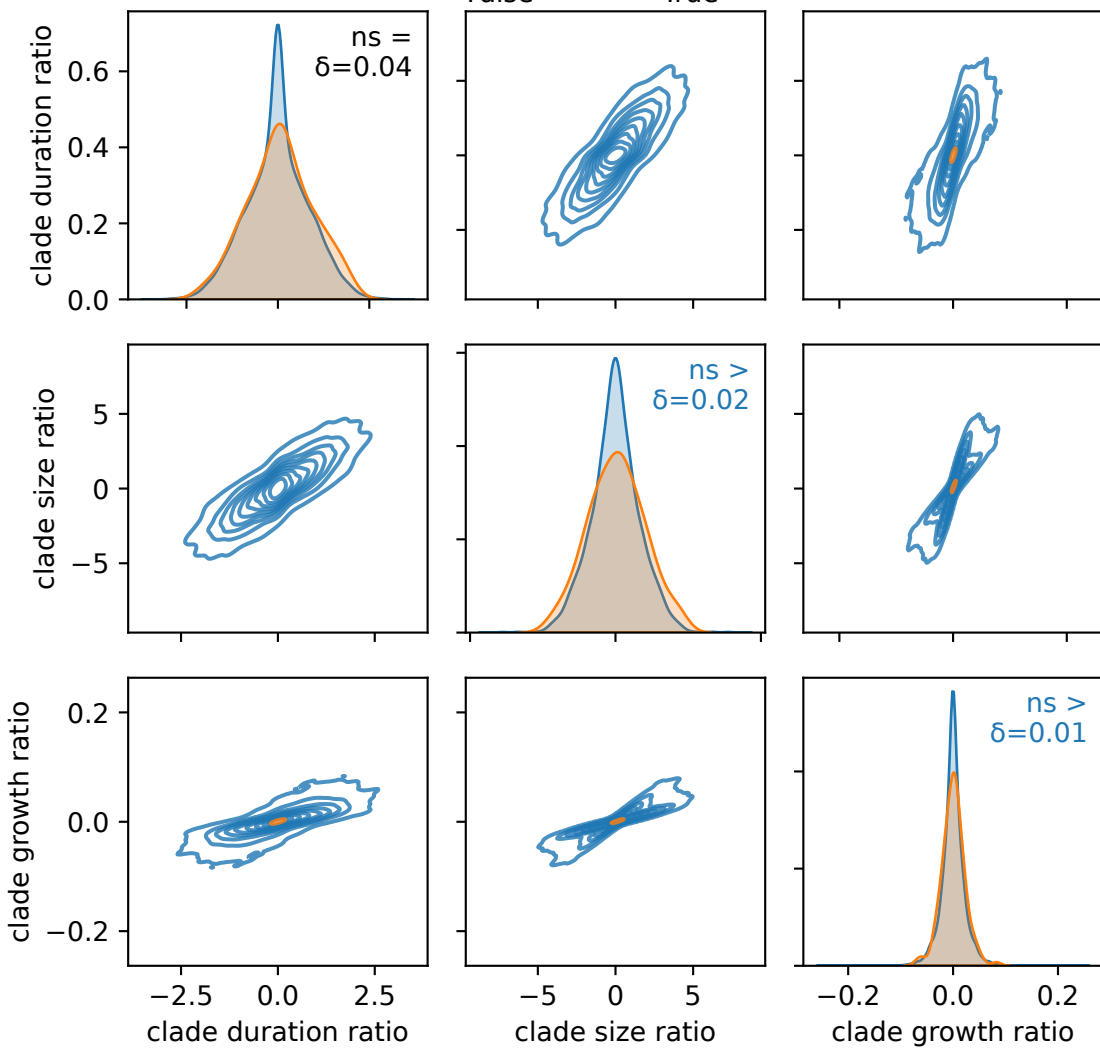 clade duration ratio
0.6
0.4
0.2
0.0
ns =
δ=0.04
clade size ratio
5
0
−5
ns >
δ=0.02
clade growth ratio
0.2
0.0
−0.2
ns >
δ=0.01
−2.5 0.0 2.5
−5 0 5
−0.2 0.0 0.2
clade duration ratio
clade size ratio
clade growth ratio